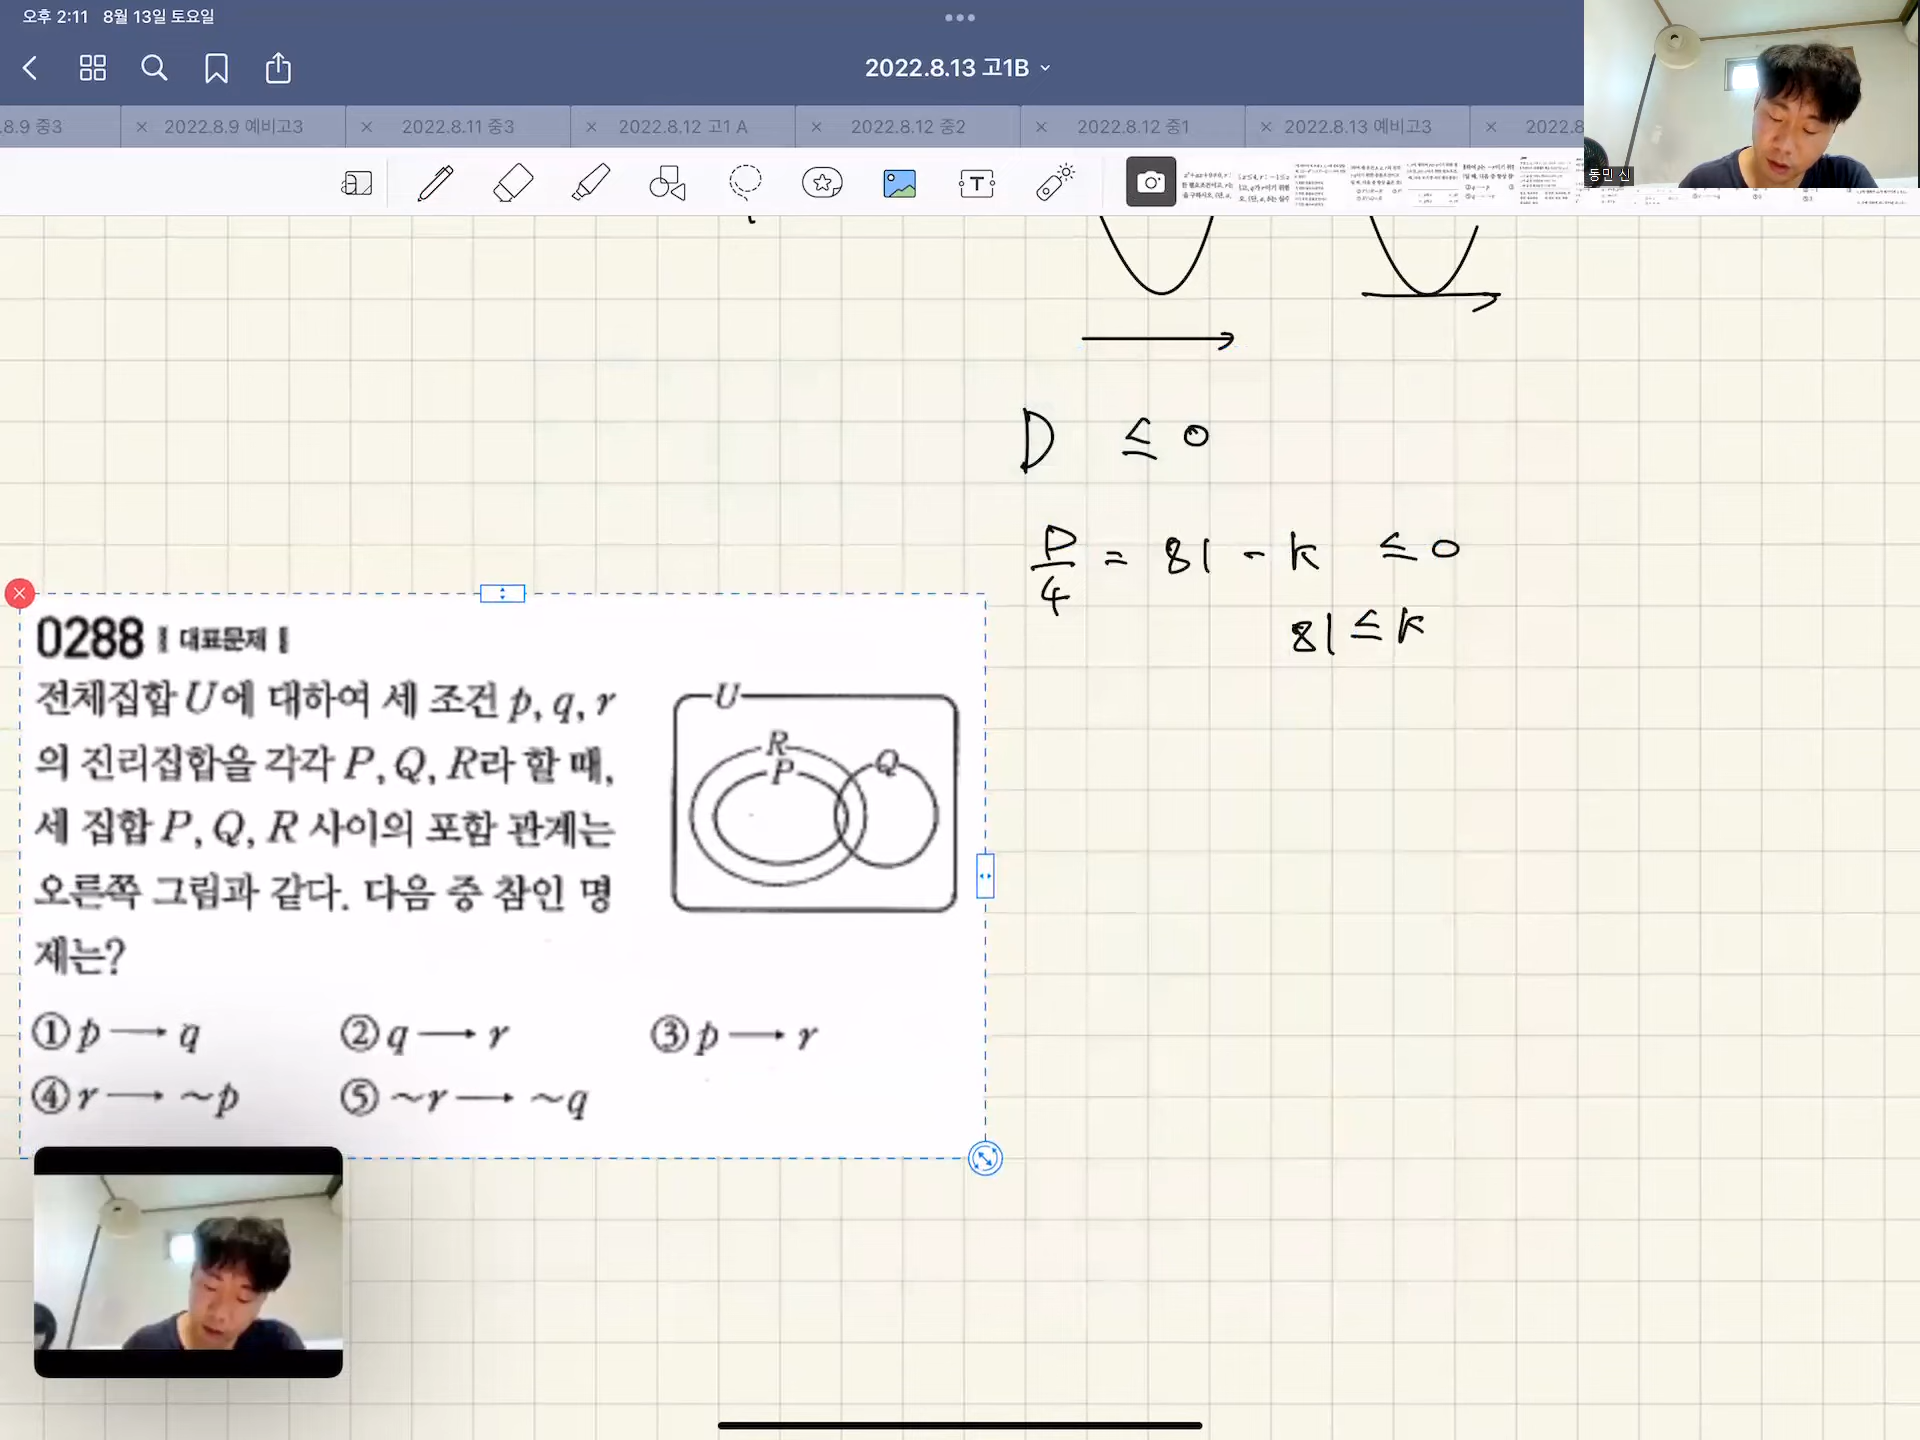 오후 2:11 8월 13일 토요일
2022.8.13 고1B
8.9 중3
2022.8.9 예비고3
2022.8.11 중3
2022.8.12 고1 A
2022.8.12 중2
2022.8.12 중1
2022.8.13 예비고3
2022.8
동민 신
D ≤ 0
D/4 = 81 - k ≤ 0
81 ≤ k
0288 대표문제
전체집합 U에 대하여 세 조건 p, q, r
의 진리집합을 각각 P, Q, R라 할 때,
세 집합 P, Q, R 사이의 포함 관계는
오른쪽 그림과 같다. 다음 중 참인 명
제는?
U
R
P
Q
① p → q ② q → r ③ p → r
④ r → ~p ⑤ ~r → ~q